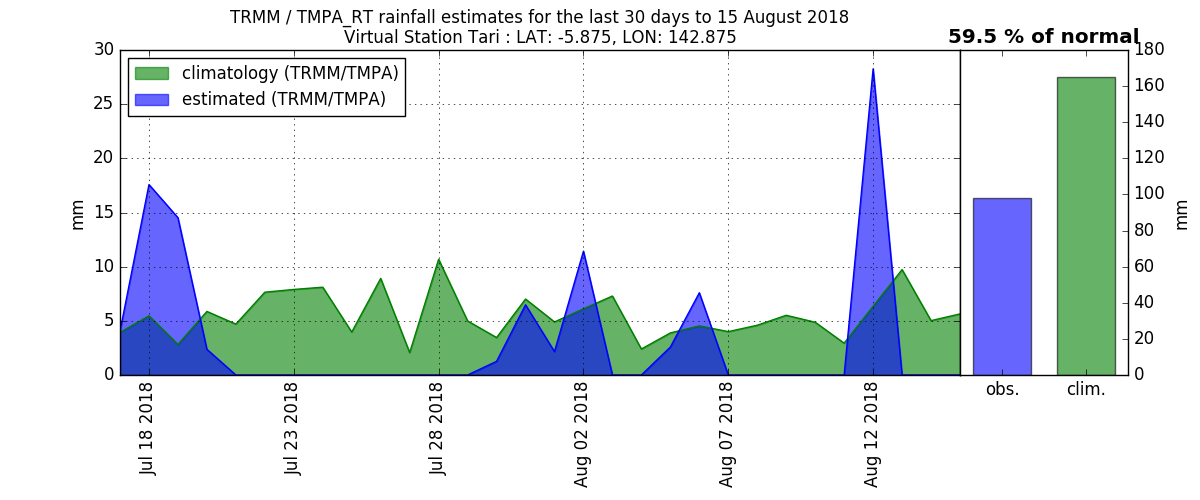 TRMM / TMPA_RT rainfall estimates for the last 30 days to 15 August 2018
Virtual Station Tari : LAT: -5.875, LON: 142.875
59.5 % of normal
climatology (TRMM/TMPA)
estimated (TRMM/TMPA)
30
25
20
15
10
5
0
mm
Jul 18 2018
Jul 23 2018
Jul 28 2018
Aug 02 2018
Aug 07 2018
Aug 12 2018
180
160
140
120
100
80
60
40
20
0
mm
obs.
clim.